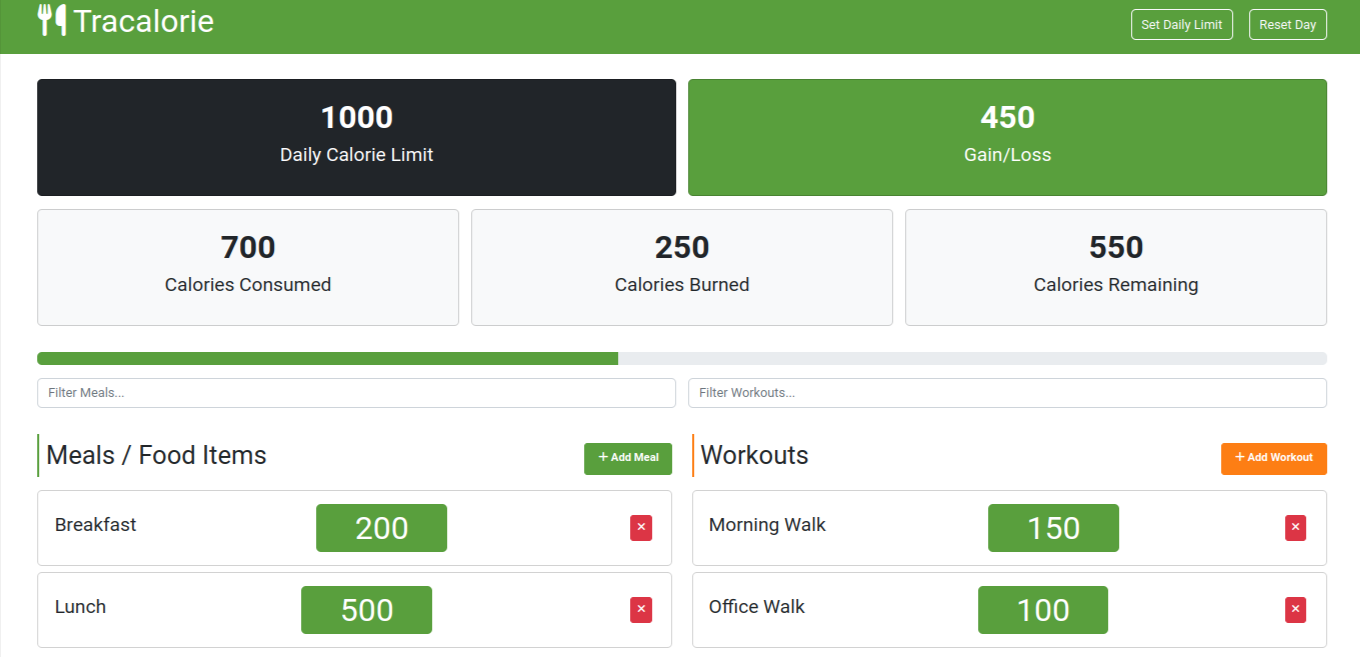 Tracalorie
Set Daily Limit Reset Day
1000
Daily Calorie Limit
450
Gain/Loss
700
Calories Consumed
250
Calories Burned
550
Calories Remaining
Filter Meals...
Filter Workouts...
Meals / Food Items
+ Add Meal
Workouts
+ Add Workout
Breakfast 200 ×
Lunch 500 ×
Morning Walk 150 ×
Office Walk 100 ×